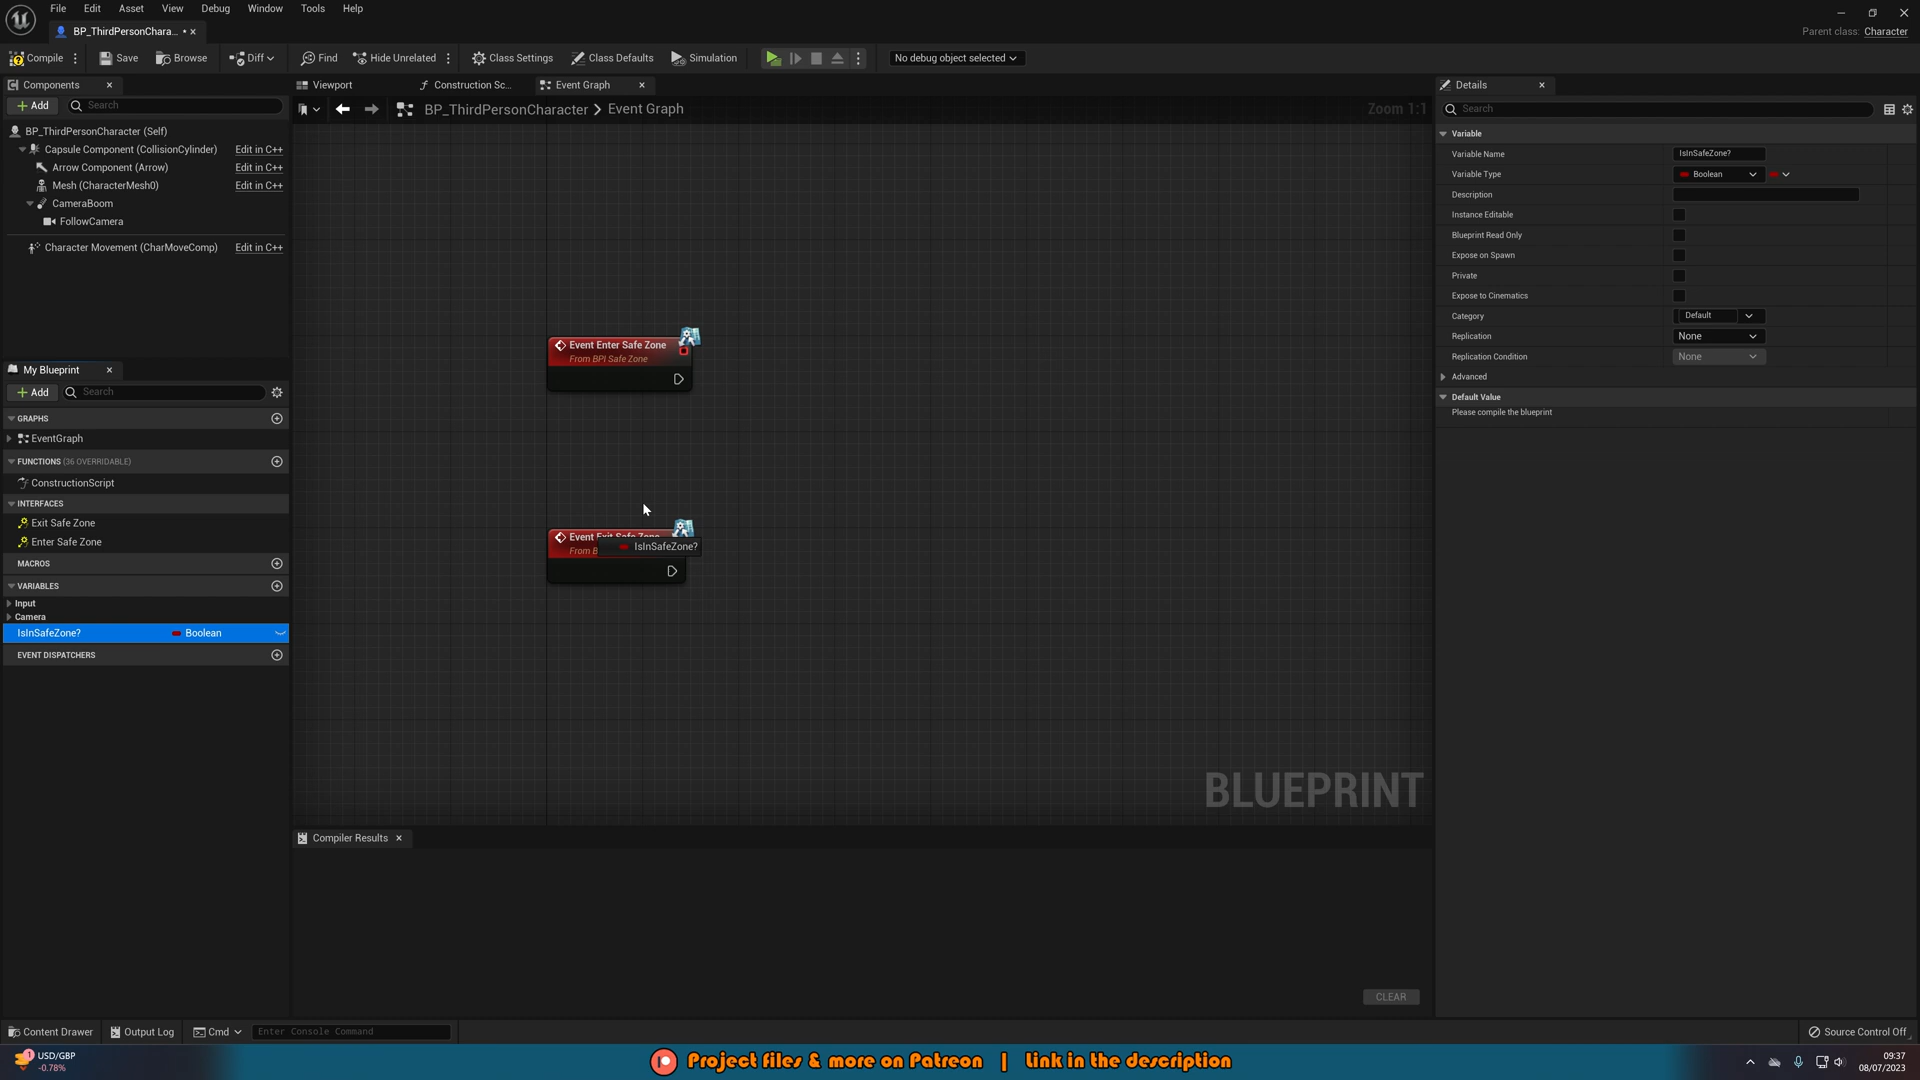 File Edit Asset View Debug Window Tools Help
BP_ThirdPersonChara... •
Parent class: Character
Compile Save Browse Diff Find Hide Unrelated Class Settings Class Defaults Simulation No debug object selected
Components
Viewport
Construction Sc...
Event Graph
Details
Add Search
BP_ThirdPersonCharacter > Event Graph
Zoom 1:1
Search
BP_ThirdPersonCharacter (Self)
Capsule Component (CollisionCylinder) Edit in C++
Arrow Component (Arrow) Edit in C++
Mesh (CharacterMesh0) Edit in C++
CameraBoom
FollowCamera
Character Movement (CharMoveComp) Edit in C++
Variable
Variable Name IsInSafeZone?
Variable Type Boolean
Description
Instance Editable
Blueprint Read Only
Expose on Spawn
Private
Expose to Cinematics
Category Default
Replication None
Replication Condition None
Advanced
Default Value
Please compile the blueprint
Event Enter Safe Zone
From BPI Safe Zone
Event Exit Safe Zone
From B
IsInSafeZone?
My Blueprint
Add Search
GRAPHS
EventGraph
FUNCTIONS (36 OVERRIDABLE)
ConstructionScript
INTERFACES
Exit Safe Zone
Enter Safe Zone
MACROS
VARIABLES
Input
Camera
IsInSafeZone? Boolean
EVENT DISPATCHERS
BLUEPRINT
Compiler Results
CLEAR
Content Drawer Output Log Cmd Enter Console Command
Source Control Off
1
USD/GBP
-0.78%
Project files & more on Patreon | Link in the description
09:37
08/07/2023